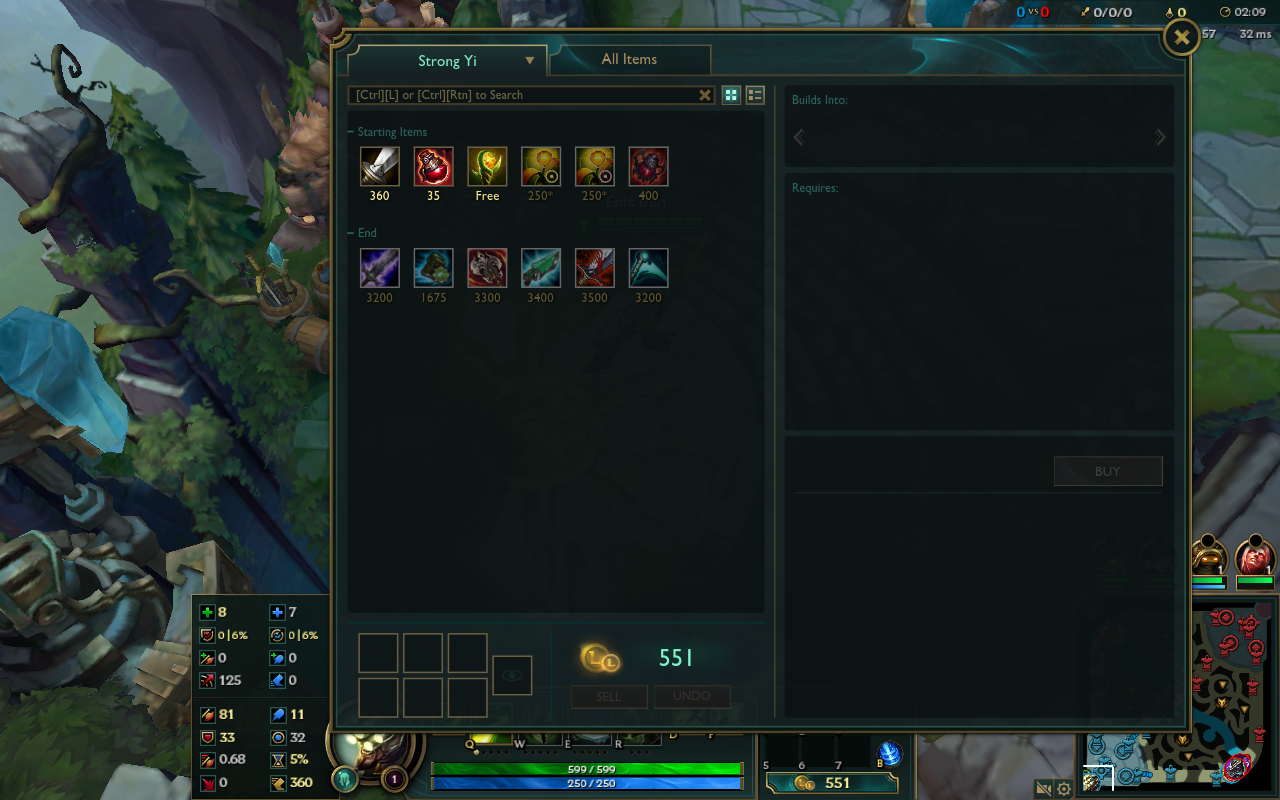 0 vs 0 0/0/0 0 02:09
57 32 ms
Strong Yi All Items
[Ctrl][L] or [Ctrl][Rtn] to Search
Builds Into:
Starting Items
360 35 Free 250* 250* 400
Requires:
End
3200 1675 3300 3400 3500 3200
BUY
551
SELL UNDO
8 7
0|6% 0|6%
0 0
125 0
81 11
33 32
0.68 5%
0 360
Q W E R D F
599 / 599
250 / 250
1
5 6 7 B
551
1 1